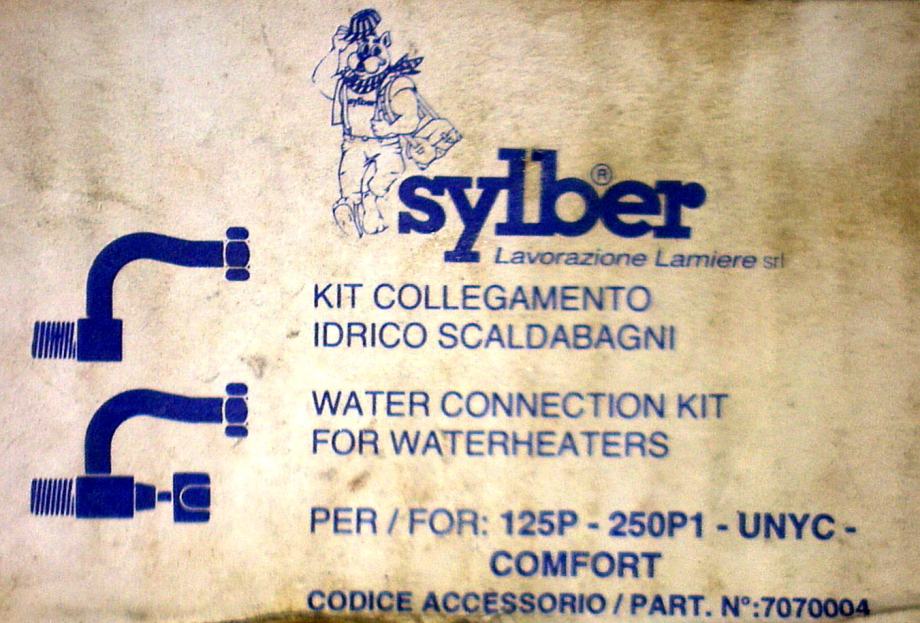 sylber
sylber®
Lavorazione Lamiere srl
KIT COLLEGAMENTO
IDRICO SCALDABAGNI
WATER CONNECTION KIT
FOR WATERHEATERS
PER / FOR: 125P - 250P1 - UNYC -
COMFORT
CODICE ACCESSORIO / PART. N°:7070004